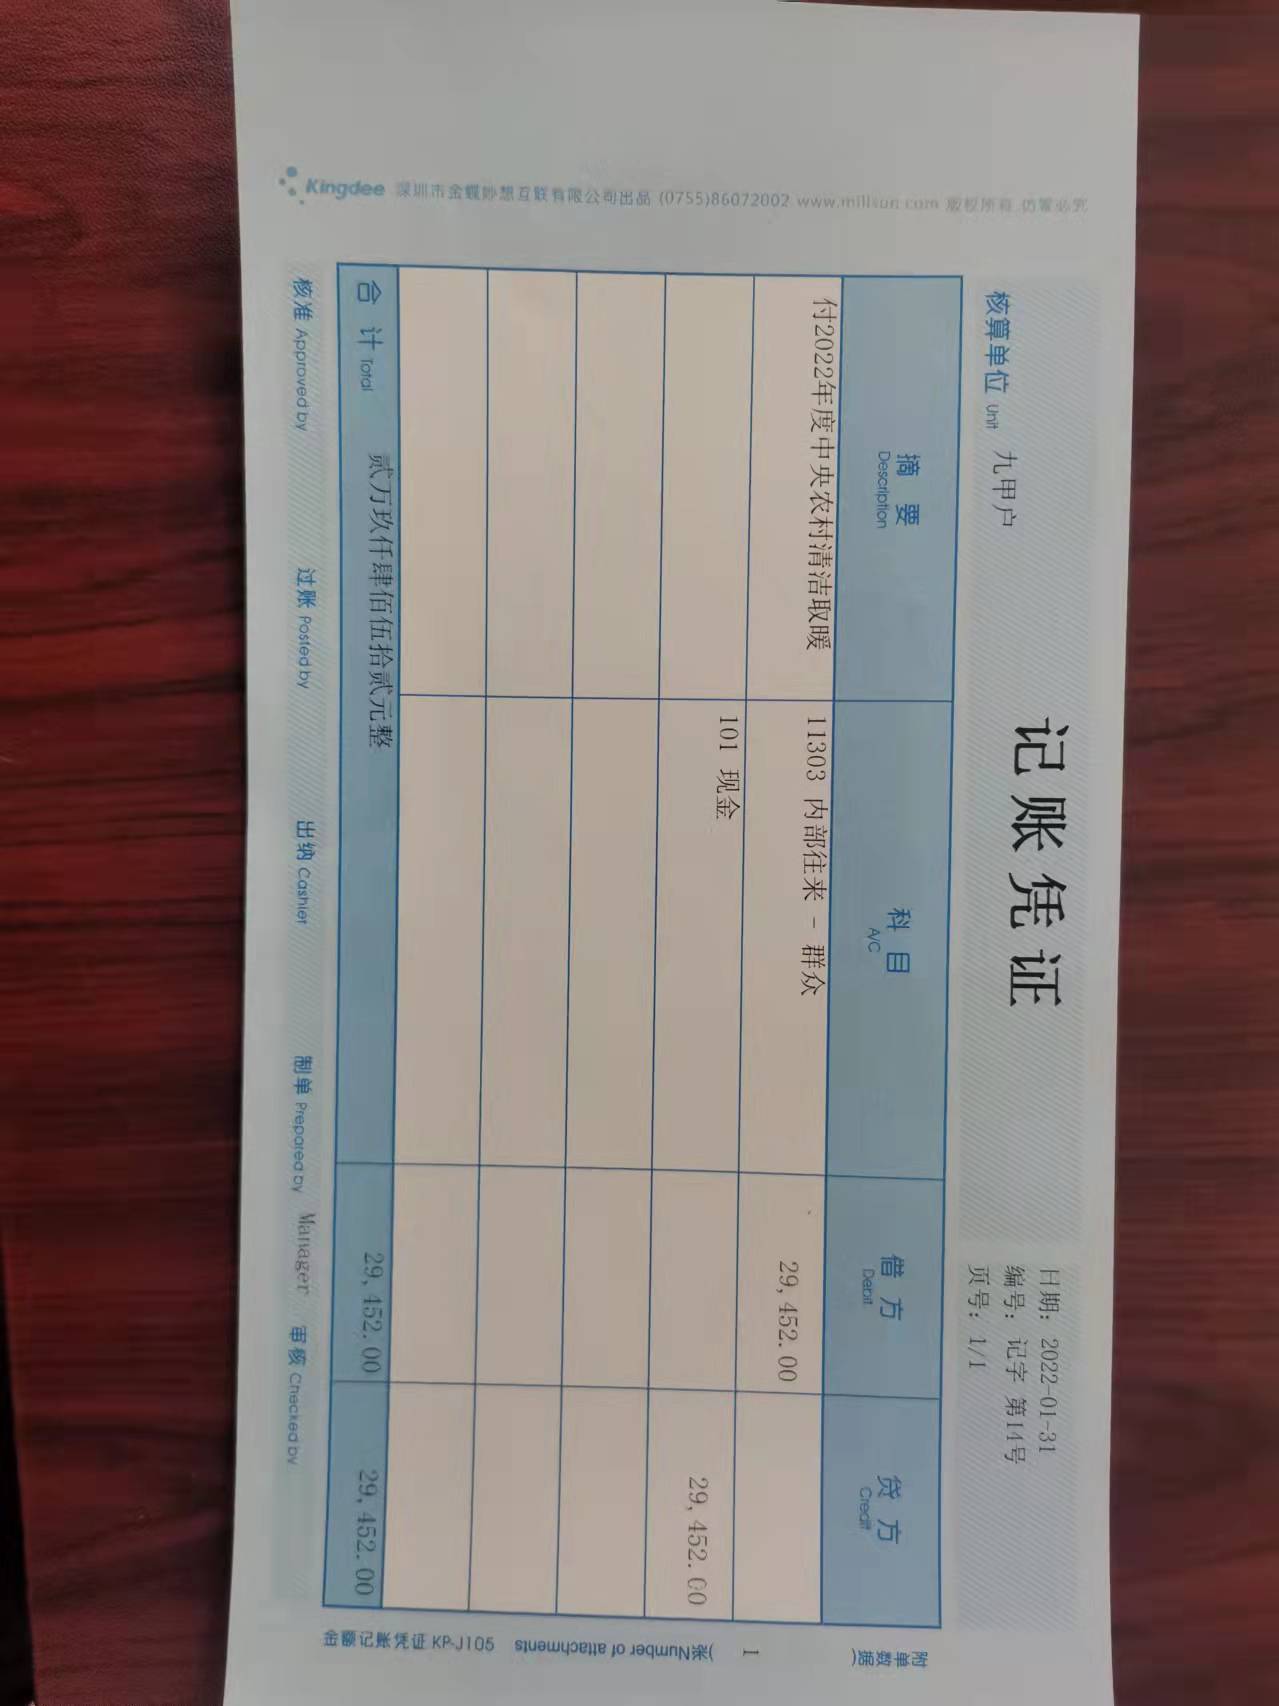 记账凭证
核算单位 Unit 九甲户
日期: 2022-01-31
编号: 记字 第14号
页号: 1/1
摘 要 科 目 借 方 贷 方
Description A/C Debit Credit
付2022年度中央农村清洁取暖 11303 内部往来 - 群众 29,452.00
101 现金 29,452.00
合 计 Total 贰万玖仟肆佰伍拾贰元整 29,452.00 29,452.00
核准 Approved by 过账 Posted by 出纳 Cashier 制单 Prepared by Manager 审核 Checked by
附单数据(
1
)张Number of attachments
金额记账凭证 KP-J105
Kingdee 深圳市金蝶妙想互联有限公司出品 (0755)86072002 www.millson.com 版权所有 仿冒必究